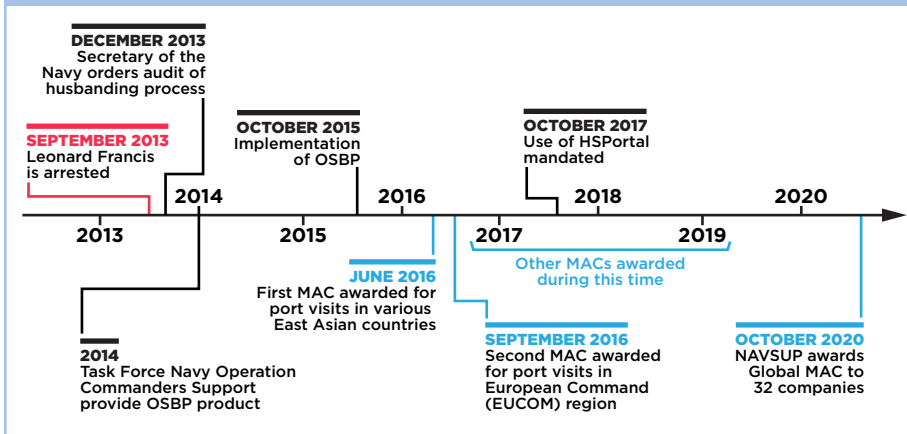 DECEMBER 2013
Secretary of the
Navy orders audit of
husbanding process
SEPTEMBER 2013
Leonard Francis
is arrested
OCTOBER 2015
Implementation
of OSBP
OCTOBER 2017
Use of HSPortal
mandated
2014
2016
2018
2020
2013
2015
2017
2019
Other MACs awarded
during this time
JUNE 2016
First MAC awarded for
port visits in various
East Asian countries
SEPTEMBER 2016
Second MAC awarded
for port visits in
European Command
(EUCOM) region
OCTOBER 2020
NAVSUP awards
Global MAC to
32 companies
2014
Task Force Navy Operation
Commanders Support
provide OSBP product